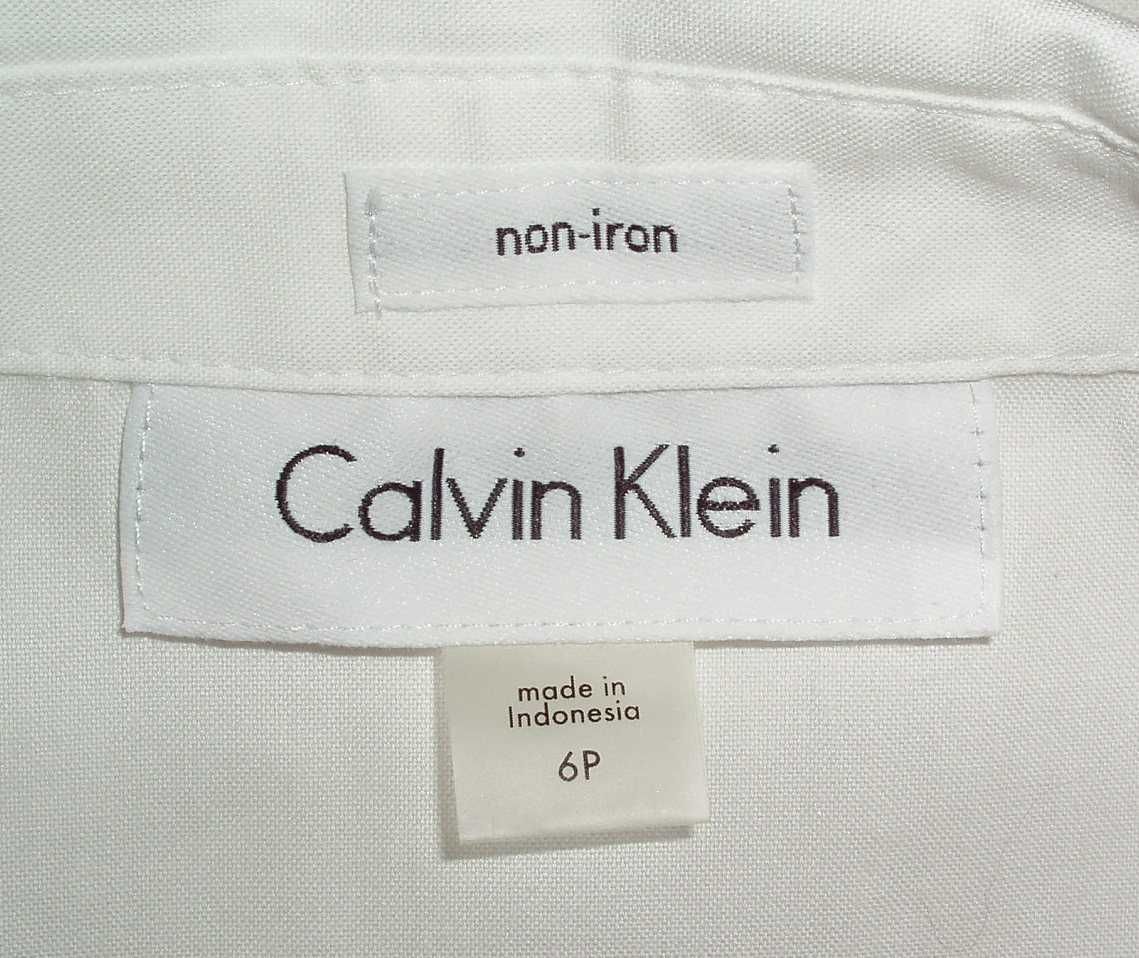 non-iron
Calvin Klein
made in
Indonesia
6P